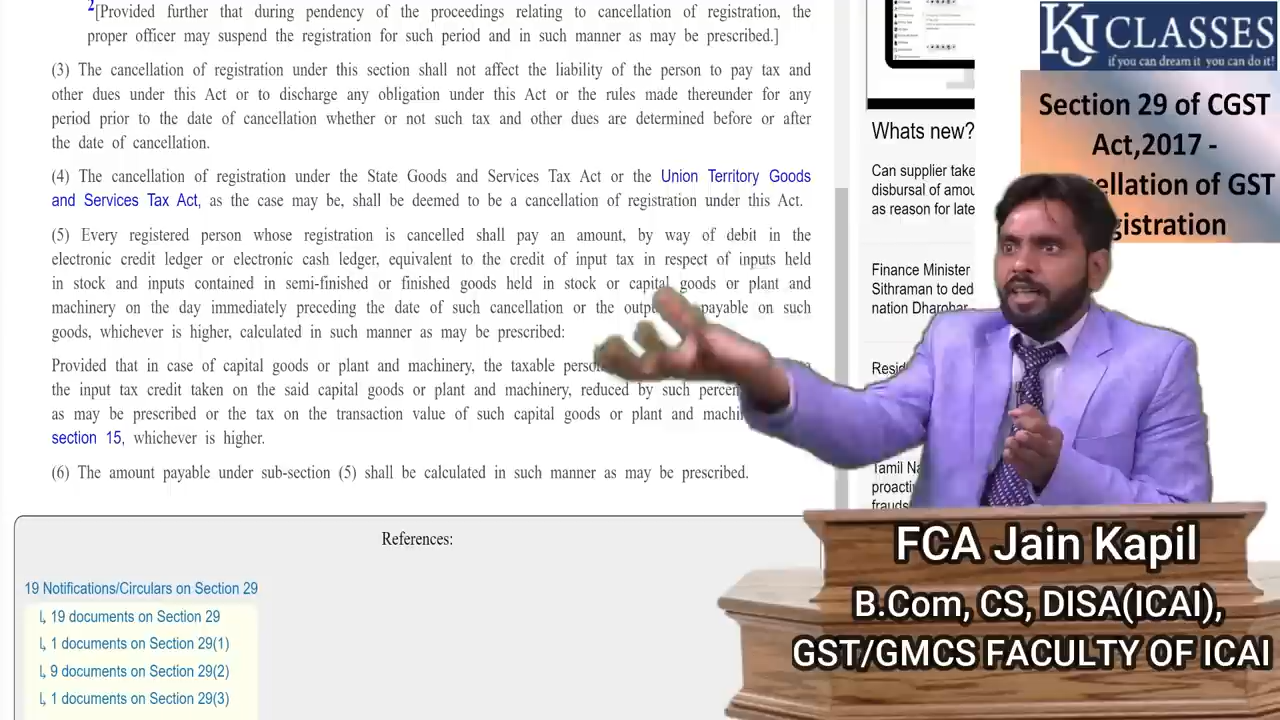 2[Provided further that during pendency of the proceedings relating to cancellation of registration, the
proper officer may suspend the registration for such period and in such manner as may be prescribed.]
(3) The cancellation of registration under this section shall not affect the liability of the person to pay tax and
other dues under this Act or to discharge any obligation under this Act or the rules made thereunder for any
period prior to the date of cancellation whether or not such tax and other dues are determined before or after
the date of cancellation.
(4) The cancellation of registration under the State Goods and Services Tax Act or the Union Territory Goods
and Services Tax Act, as the case may be, shall be deemed to be a cancellation of registration under this Act.
(5) Every registered person whose registration is cancelled shall pay an amount, by way of debit in the
electronic credit ledger or electronic cash ledger, equivalent to the credit of input tax in respect of inputs held
in stock and inputs contained in semi-finished or finished goods held in stock or capital goods or plant and
machinery on the day immediately preceding the date of such cancellation or the output payable on such
goods, whichever is higher, calculated in such manner as may be prescribed:
Provided that in case of capital goods or plant and machinery, the taxable person
the input tax credit taken on the said capital goods or plant and machinery, reduced by such
as may be prescribed or the tax on the transaction value of such capital goods or plant and
section 15, whichever is higher.
(6) The amount payable under sub-section (5) shall be calculated in such manner as may be prescribed.
References:
19 Notifications/Circulars on Section 29
19 documents on Section 29
1 documents on Section 29(1)
9 documents on Section 29(2)
1 documents on Section 29(3)
Whats new?
Can supplier take
disbursal of amou
as reason for late
Finance Minister
Sithraman to ded
nation Dharohar
Resid
Tamil Na
proactiv
frauds
KJ CLASSES
if you can dream it you can do it!
Section 29 of CGST
Act,2017 -
ellation of GST
gistration
FCA Jain Kapil
B.Com, CS, DISA(ICAI),
GST/GMCS FACULTY OF ICAI